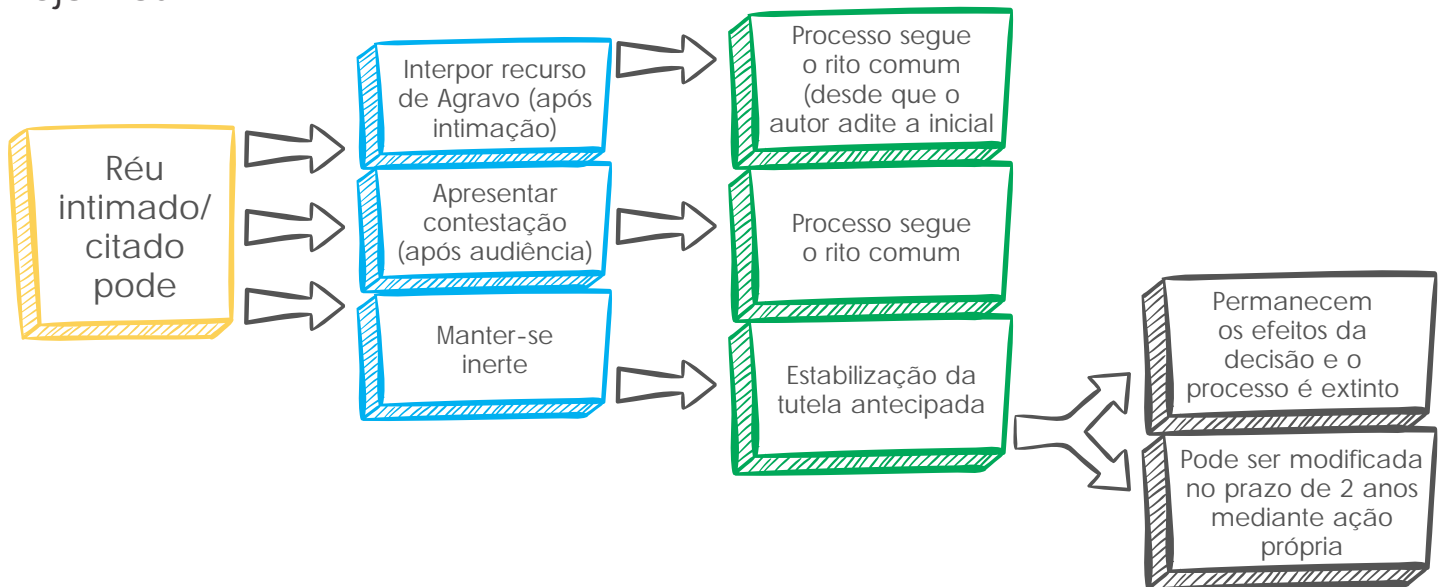 Réu
intimado/
citado
pode
Interpor recurso
de Agravo (após
intimação)
Apresentar
contestação
(após audiência)
Manter-se
inerte
Processo segue
o rito comum
(desde que o
autor adite a inicial
Processo segue
o rito comum
Estabilização da
tutela antecipada
Permanecem
os efeitos da
decisão e o
processo é extinto
Pode ser modificada
no prazo de 2 anos
mediante ação
própria